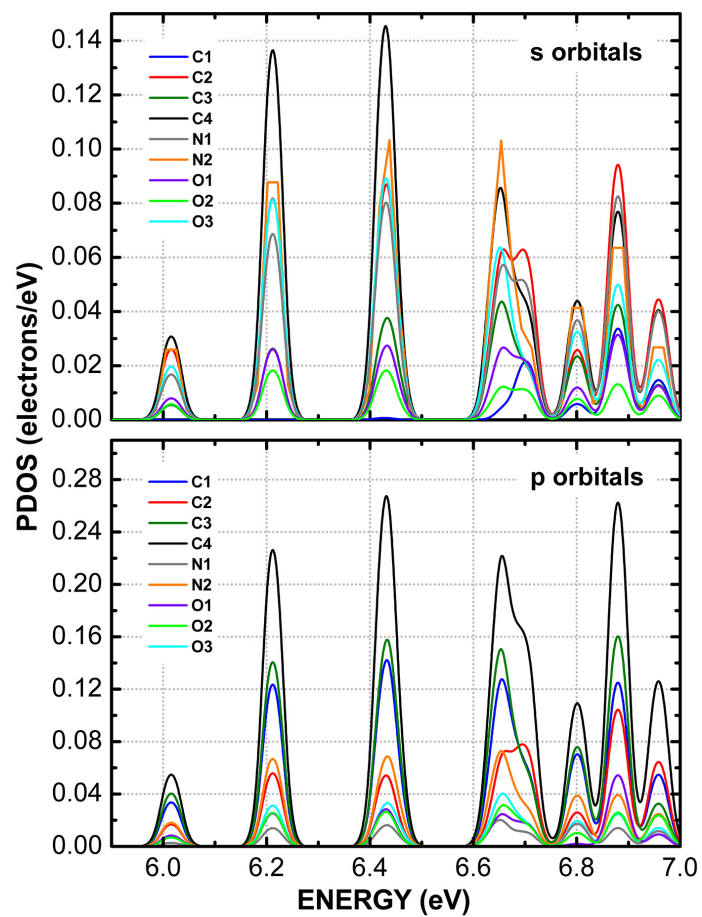 0.14
0.12
0.10
0.08
0.06
0.04
0.02
0.00
s orbitals
C1
C2
C3
C4
N1
N2
O1
O2
O3
PDOS (electrons/eV)
0.28
0.24
0.20
0.16
0.12
0.08
0.04
0.00
p orbitals
C1
C2
C3
C4
N1
N2
O1
O2
O3
6.0 6.2 6.4 6.6 6.8 7.0
ENERGY (eV)